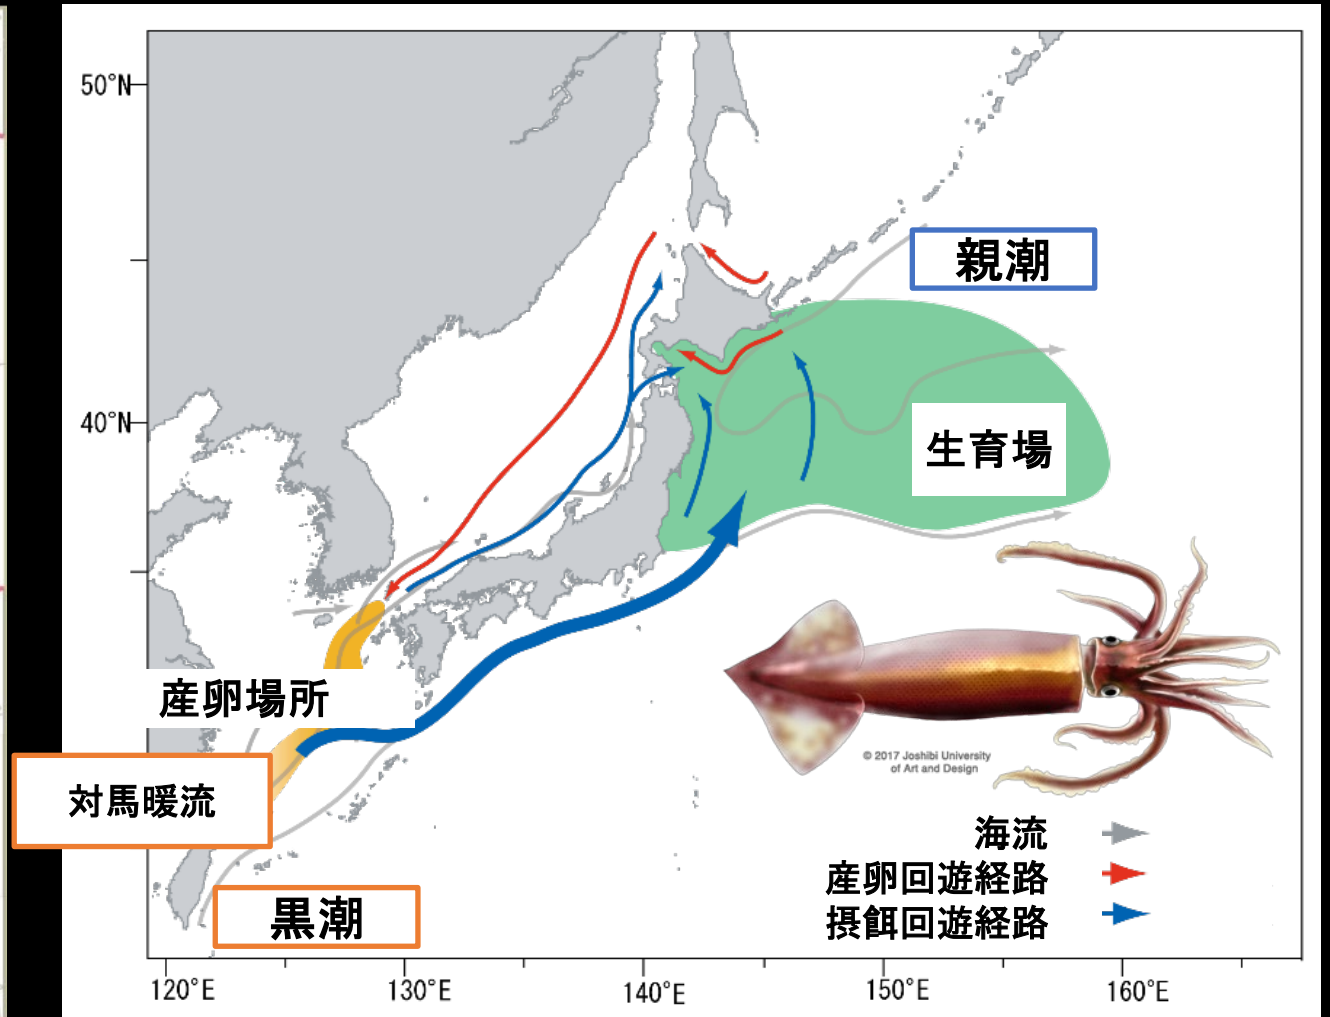 50°N
親潮
40°N
生育場
産卵場所
対馬暖流
© 2017 Joshibi University
of Art and Design
海流
産卵回遊経路
摂餌回遊経路
黒潮
120°E
130°E
140°E
150°E
160°E